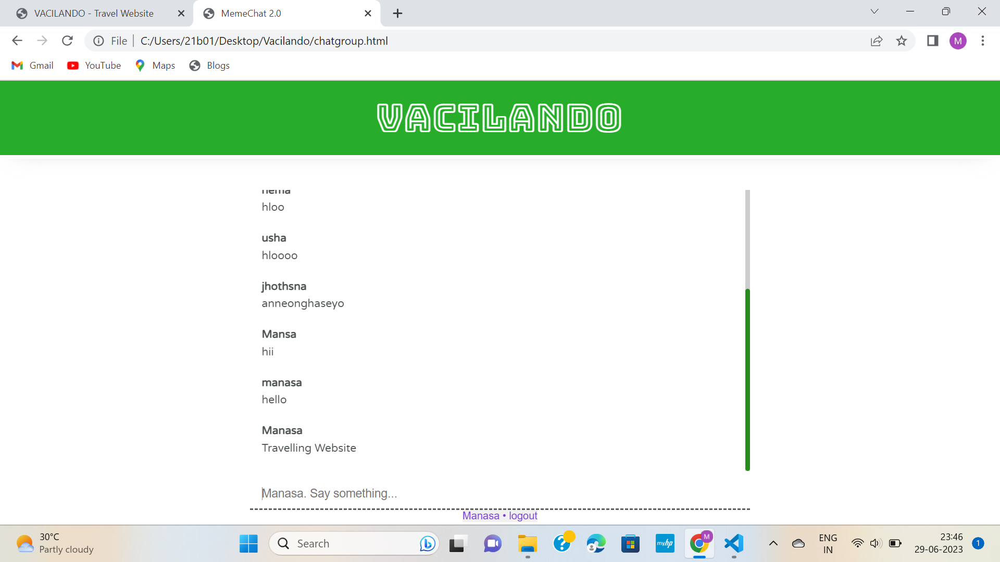 VACILANDO - Travel Website
MemeChat 2.0
File
C:/Users/21b01/Desktop/Vacilando/chatgroup.html
M
Gmail
YouTube
Maps
Blogs
VACILANDO
hema
hloo
usha
hloooo
jhothsna
anneonghaseyo
Mansa
hii
manasa
hello
Manasa
Travelling Website
Manasa. Say something...
Manasa • logout
30°C
Partly cloudy
Search
myhp
M
ENG
IN
23:46
29-06-2023
1